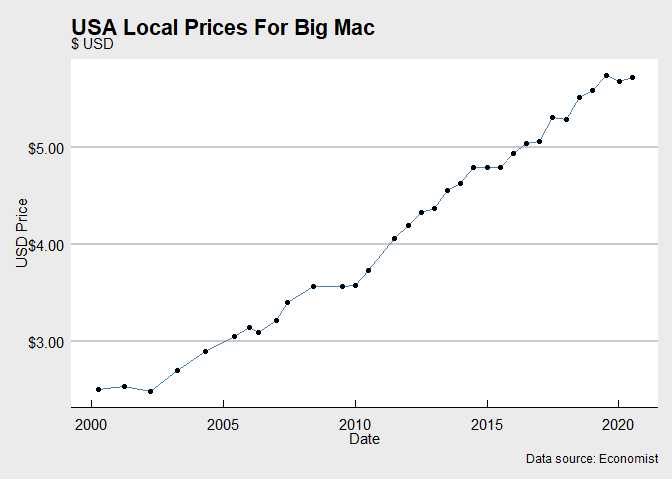 USA Local Prices For Big Mac
$ USD
$5.00
$4.00
$3.00
USD Price
2000 2005 2010 2015 2020
Date
Data source: Economist